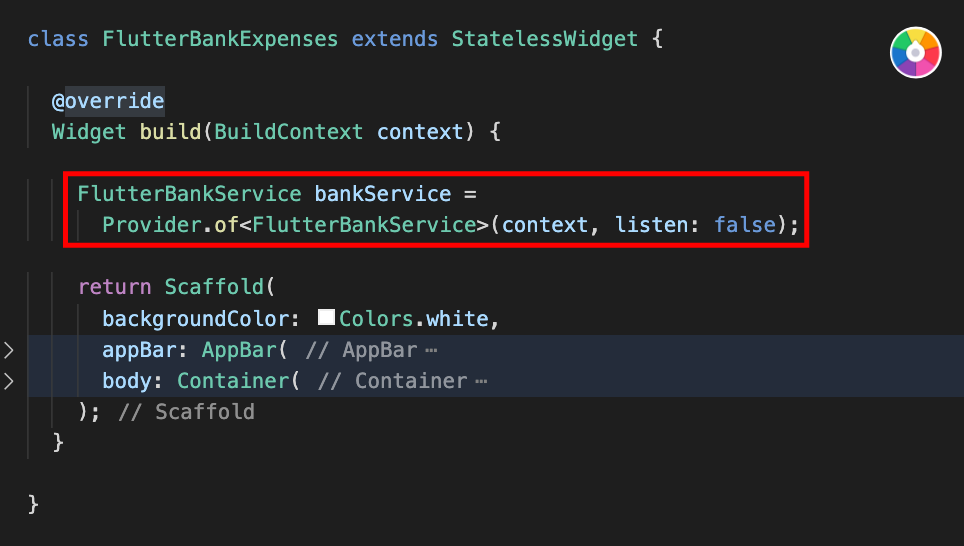 class FlutterBankExpenses extends StatelessWidget {
@override
Widget build(BuildContext context) {
FlutterBankService bankService =
Provider.of<FlutterBankService>(context, listen: false);
return Scaffold(
backgroundColor: Colors.white,
appBar: AppBar( // AppBar ⋯
body: Container( // Container ⋯
); // Scaffold
}
}